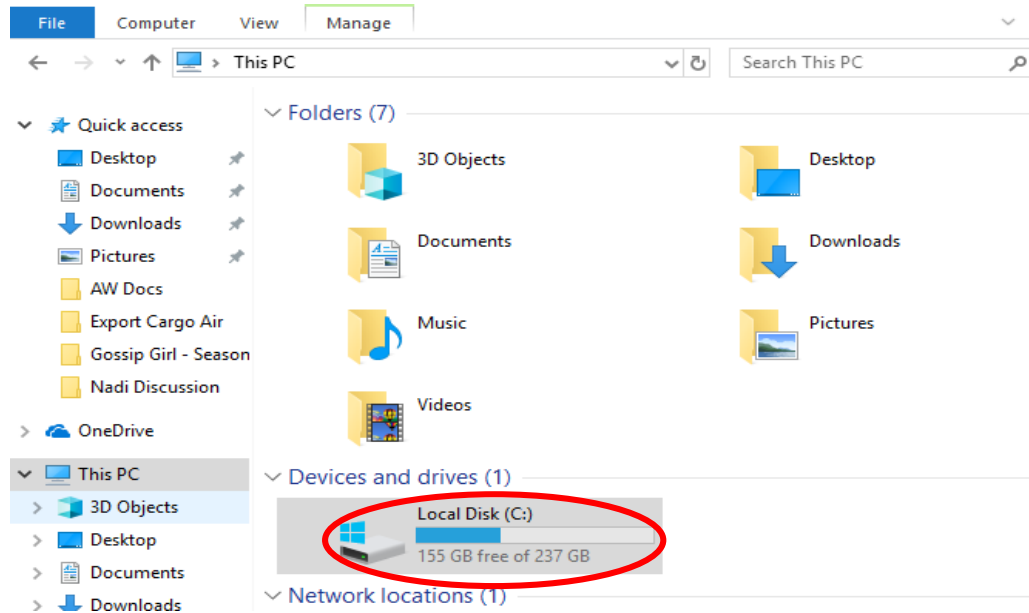 File Computer View Manage
This PC Search This PC
Quick access
Desktop
Documents
Downloads
Pictures
AW Docs
Export Cargo Air
Gossip Girl - Season
Nadi Discussion
OneDrive
This PC
3D Objects
Desktop
Documents
Downloads
Folders (7)
3D Objects Desktop
Documents Downloads
Music Pictures
Videos
Devices and drives (1)
Local Disk (C:)
155 GB free of 237 GB
Network locations (1)